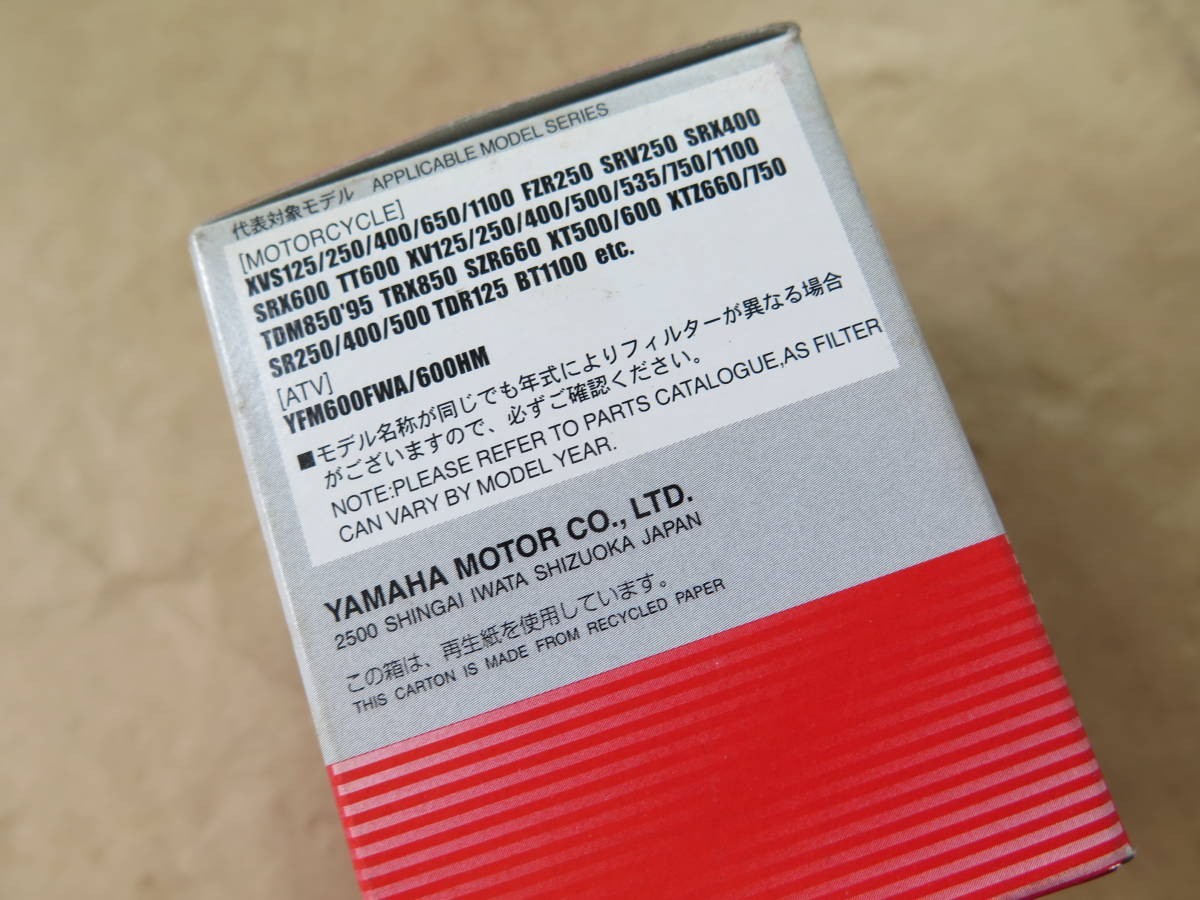 代表対象モデル APPLICABLE MODEL SERIES
[MOTORCYCLE]
XVS125/250/400/650/1100 FZR250 SRV250 SRX400
SRX600 TT600 XV125/250/400/500/535/750/1100
TDM850'95 TRX850 SZR660 XT500/600 XTZ660/750
SR250/400/500 TDR125 BT1100 etc.
[ATV]
YFM600FWA/600HM
■モデル名称が同じでも年式によりフィルターが異なる場合
がございますので、必ずご確認ください。
NOTE:PLEASE REFER TO PARTS CATALOGUE,AS FILTER
CAN VARY BY MODEL YEAR.
YAMAHA MOTOR CO., LTD.
2500 SHINGAI IWATA SHIZUOKA JAPAN
この箱は、再生紙を使用しています。
THIS CARTON IS MADE FROM RECYCLED PAPER